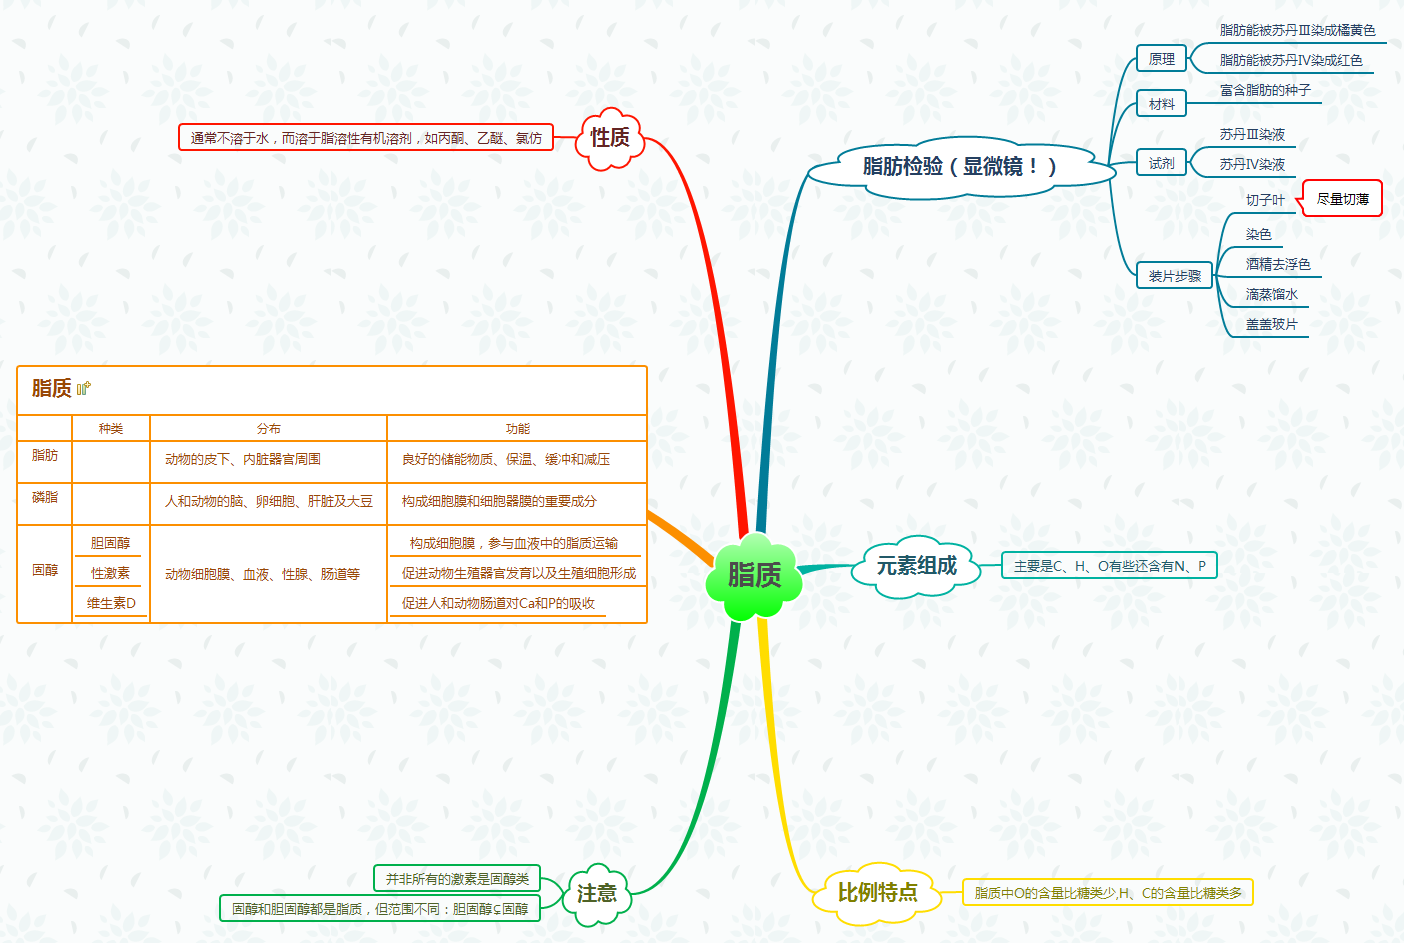 脂质
脂肪检验（显微镜！）
原理
脂肪能被苏丹Ⅲ染成橘黄色
脂肪能被苏丹Ⅳ染成红色
材料
富含脂肪的种子
试剂
苏丹Ⅲ染液
苏丹Ⅳ染液
装片步骤
切子叶
尽量切薄
染色
酒精去浮色
滴蒸馏水
盖盖玻片
元素组成
主要是C、H、O有些还含有N、P
比例特点
脂质中O的含量比糖类少,H、C的含量比糖类多
注意
并非所有的激素是固醇类
固醇和胆固醇都是脂质，但范围不同：胆固醇⊊固醇
脂质
种类 分布 功能
脂肪 动物的皮下、内脏器官周围 良好的储能物质、保温、缓冲和减压
磷脂 人和动物的脑、卵细胞、肝脏及大豆 构成细胞膜和细胞器膜的重要成分
固醇
胆固醇
性激素
维生素D
动物细胞膜、血液、性腺、肠道等
构成细胞膜，参与血液中的脂质运输
促进动物生殖器官发育以及生殖细胞形成
促进人和动物肠道对Ca和P的吸收
性质
通常不溶于水，而溶于脂溶性有机溶剂，如丙酮、乙醚、氯仿